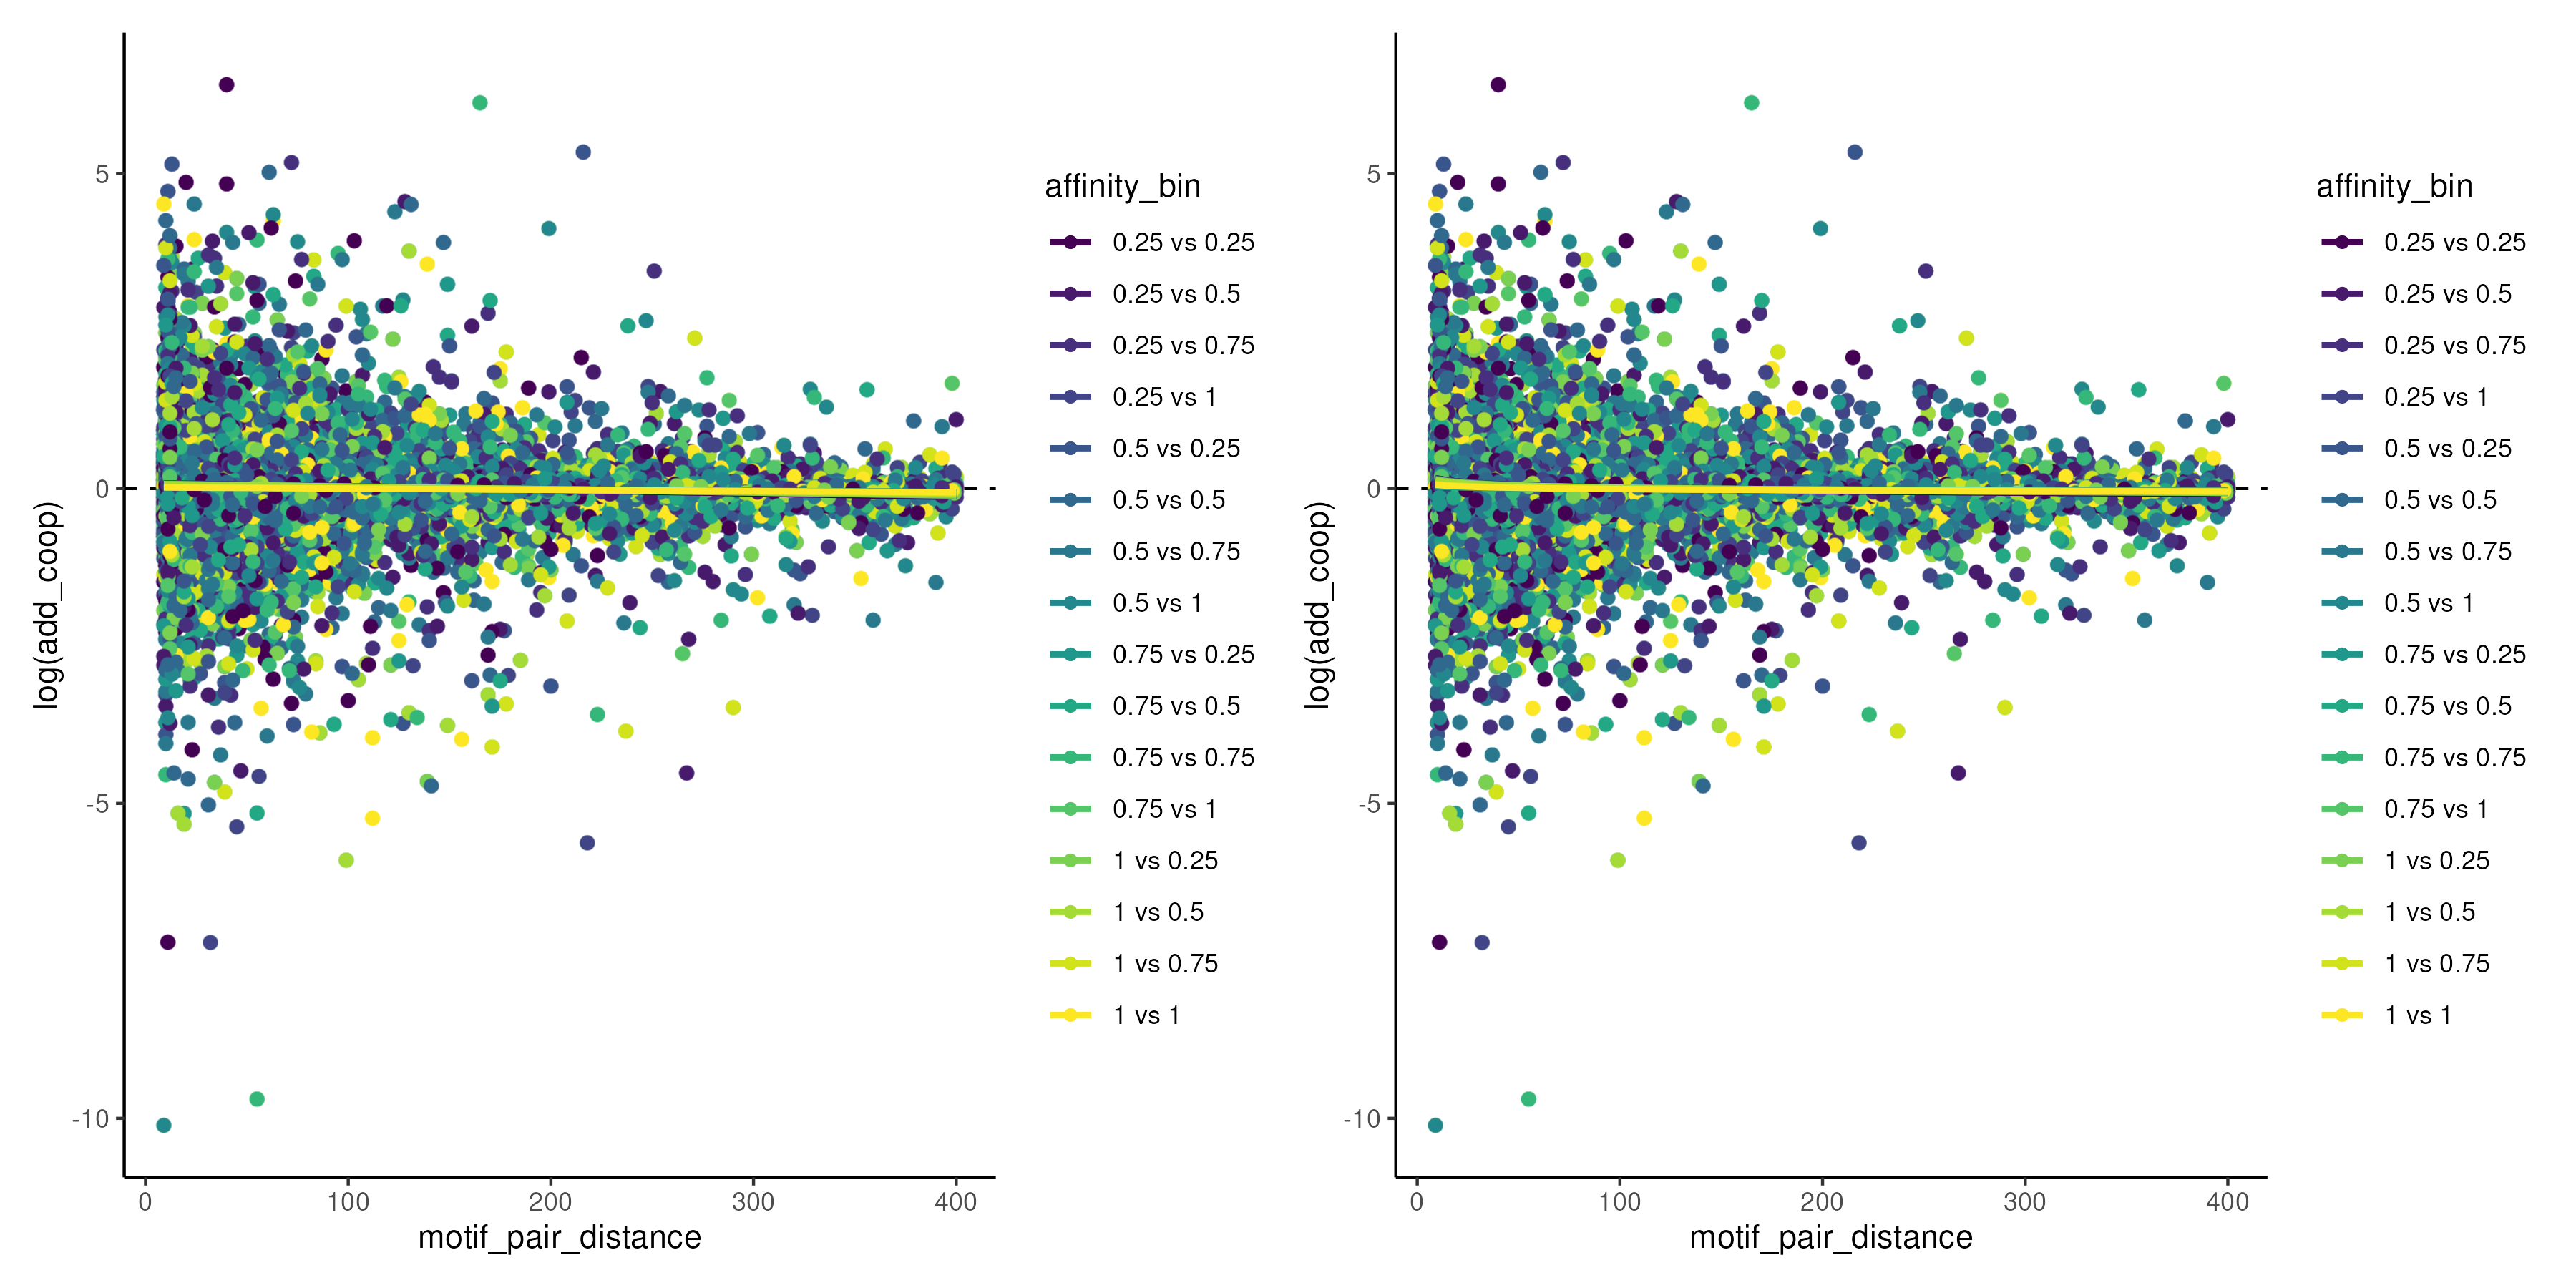 log(add_coop)
5
0
-5
-10
0
100
200
300
400
motif_pair_distance
affinity_bin
0.25 vs 0.25
0.25 vs 0.5
0.25 vs 0.75
0.25 vs 1
0.5 vs 0.25
0.5 vs 0.5
0.5 vs 0.75
0.5 vs 1
0.75 vs 0.25
0.75 vs 0.5
0.75 vs 0.75
0.75 vs 1
1 vs 0.25
1 vs 0.5
1 vs 0.75
1 vs 1
log(add_coop)
5
0
-5
-10
0
100
200
300
400
motif_pair_distance
affinity_bin
0.25 vs 0.25
0.25 vs 0.5
0.25 vs 0.75
0.25 vs 1
0.5 vs 0.25
0.5 vs 0.5
0.5 vs 0.75
0.5 vs 1
0.75 vs 0.25
0.75 vs 0.5
0.75 vs 0.75
0.75 vs 1
1 vs 0.25
1 vs 0.5
1 vs 0.75
1 vs 1